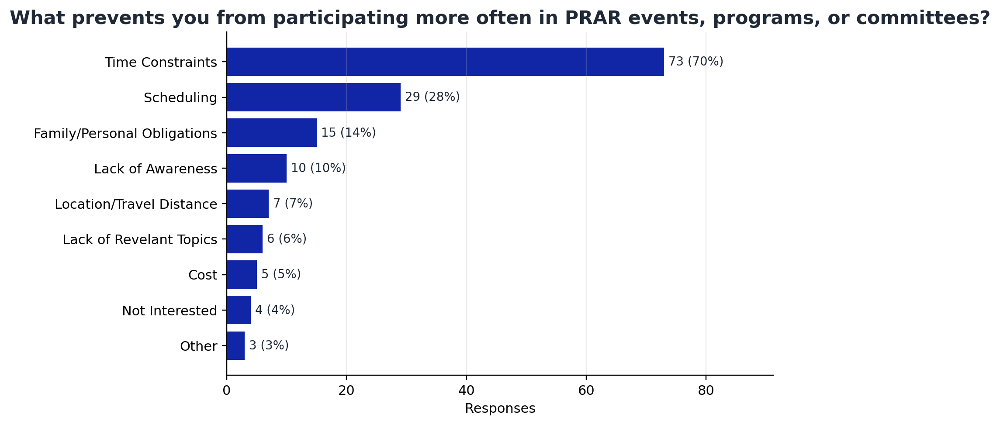 What prevents you from participating more often in PRAR events, programs, or committees?
Time Constraints 73 (70%)
Scheduling 29 (28%)
Family/Personal Obligations 15 (14%)
Lack of Awareness 10 (10%)
Location/Travel Distance 7 (7%)
Lack of Revelant Topics 6 (6%)
Cost 5 (5%)
Not Interested 4 (4%)
Other 3 (3%)
0 20 40 60 80
Responses